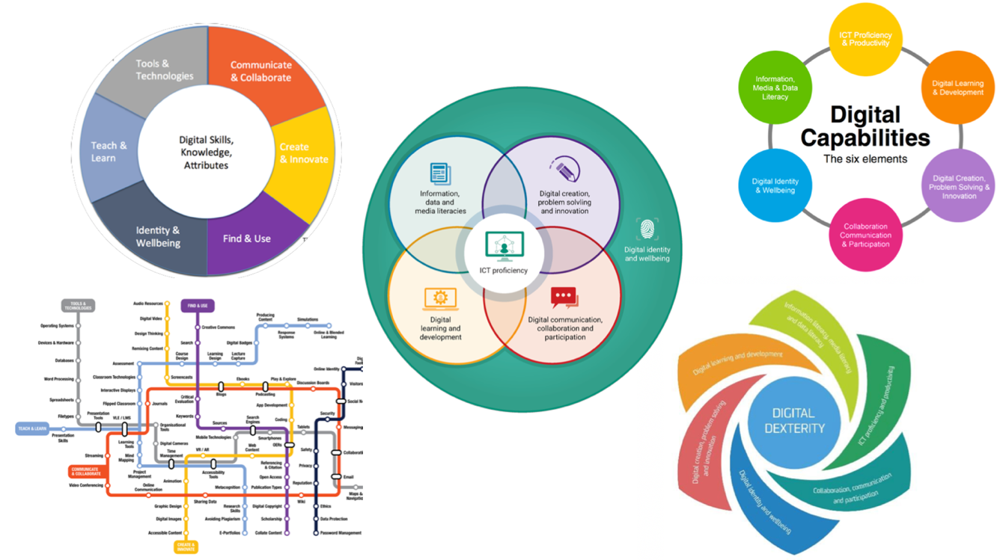 Tools &
Technologies
Communicate
& Collaborate
Teach &
Learn
Digital Skills,
Knowledge,
Attributes
Create
& Innovate
Identity &
Wellbeing
Find & Use
Information,
data and
media literacies
Digital creation,
problem solvling
and innovation
ICT proficiency
Digital identity
and wellbeing
Digital
learning and
development
Digital communication,
collaboration and
participation
ICT Proficiency
& Productivity
Information,
Media & Data
Literacy
Digital Learning
& Development
Digital
Capabilities
The six elements
Digital Identity
& Wellbeing
Digital Creation,
Problem Solving &
Innovation
Collaboration
Communication
& Participation
TOOLS &
TECHNOLOGIES
Operating Systems
Devices & Hardware
Databases
Word Processing
Spreadsheets
Filetypes
TEACH & LEARN
Presentation
Skills
Presentation
Tools
VLE / LMS
Learning
Tools
Streaming
COMMUNICATE
& COLLABORATE
Video Conferencing
Audio Resources
Digital Video
Design Thinking
Remixing Content
Assessment
Classroom Technologies
Interactive Displays
Flipped Classroom
Journals
Organisational
Tools
Digital Cameras
Time
Management
Mind
Mapping
Project
Management
Online
Communication
Animation
Graphic Design
Digital Images
Accessible Content
CREATE &
INNOVATE
FIND & USE
Creative Commons
Search
Course
Design
Learning
Design
Lecture
Capture
Digital Badges
Producing
Content
Response
Systems
Simulations
Online & Blended
Learning
Screencasts
Critical
Evaluation
Keywords
Blogs
Ebooks
Podcasting
Play & Explore
Discussion Boards
App Development
Coding
Sources
Search
Engines
Mobile Technologies
Smartphones
OERs
Tablets
VR / AR
Web
Content
Accessibility
Tools
Referencing
& Citation
Open Access
Metacognition
Publication Types
Sharing Data
Wiki
Research
Skills
Digital Copyright
Avoiding Plagiarism
Scholarship
E-Portfolios
Collate Content
Online Identity
Dig
Foot
Visitors
Social N
Security
Messaging
Safety
Collaborat
Privacy
Email
Reputation
Maps &
Navigatio
Ethics
Data Protection
Password Management
Information literacy, media literacy
and data literacy
Digital learning and development
ICT proficiency and productivity
DIGITAL
DEXTERITY
Digital creation, problem solving
and innovation
Collaboration, communication
and participation
Digital identity and wellbeing